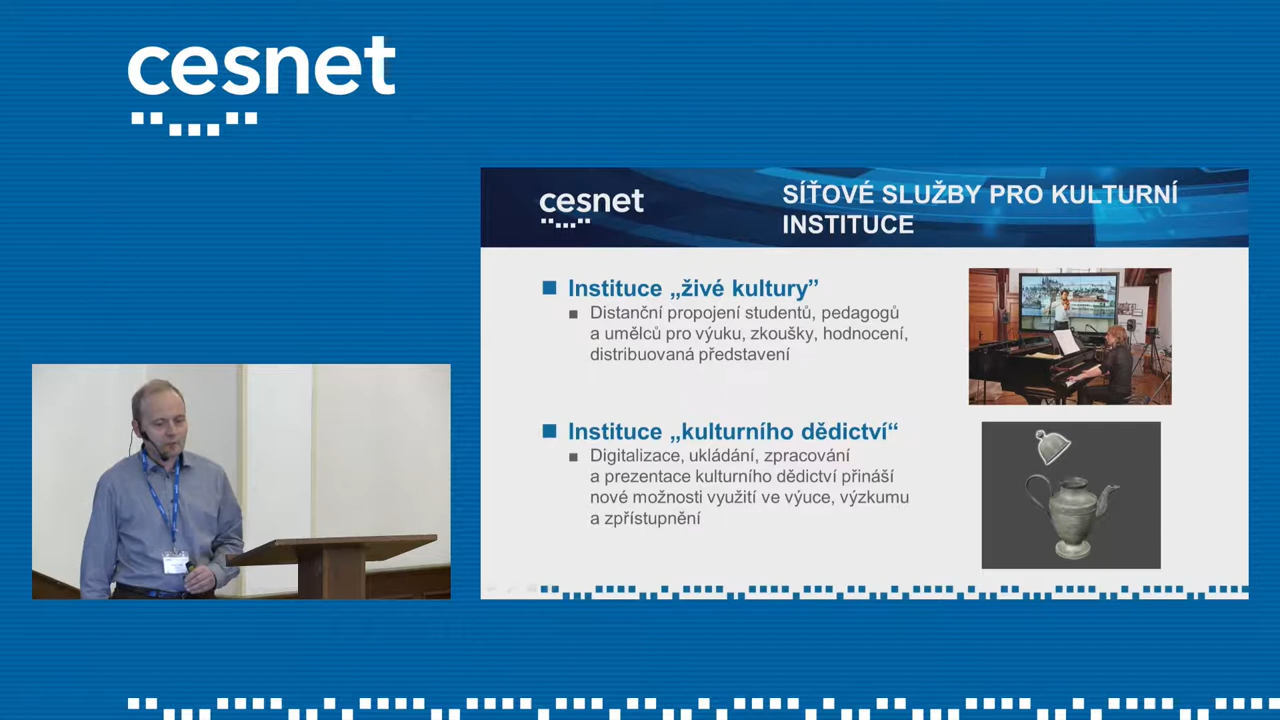 cesnet
cesnet
SÍŤOVÉ SLUŽBY PRO KULTURNÍ
INSTITUCE
Instituce „živé kultury”
Distanční propojení studentů, pedagogů
a umělců pro výuku, zkoušky, hodnocení,
distribuovaná představení
Instituce „kulturního dědictví“
Digitalizace, ukládání, zpracování
a prezentace kulturního dědictví přináší
nové možnosti využití ve výuce, výzkumu
a zpřístupnění